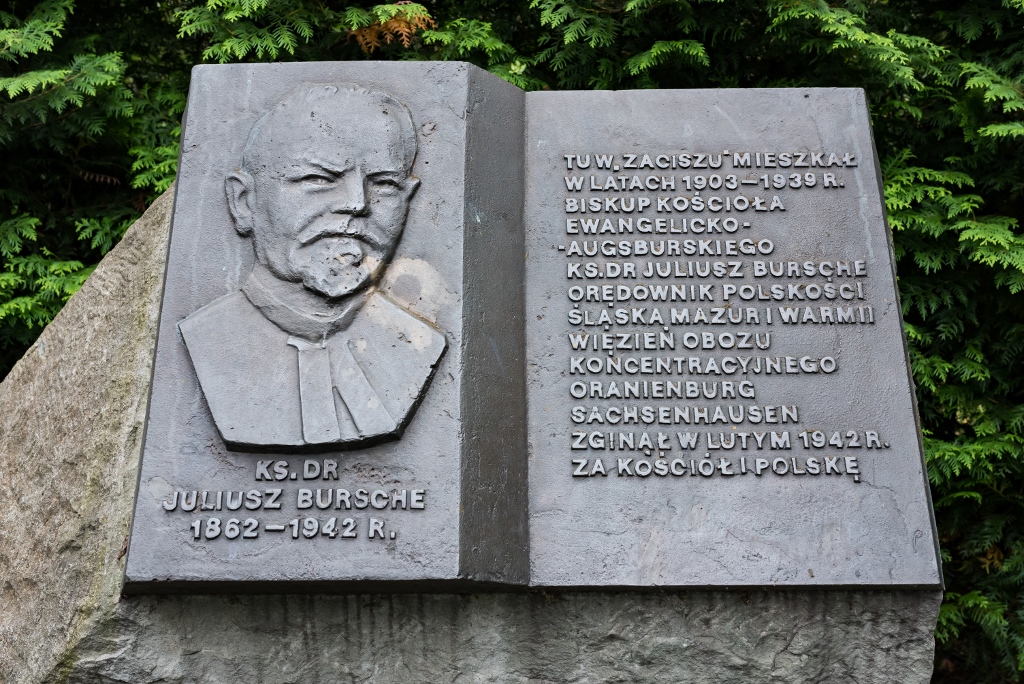 KS. DR
JULIUSZ BURSCHE
1862 – 1942 R.
TU W „ZACISZU" MIESZKAŁ
W LATACH 1903 – 1939 R.
BISKUP KOŚCIOŁA
EWANGELICKO-
-AUGSBURSKIEGO
KS. DR JULIUSZ BURSCHE
ORĘDOWNIK POLSKOŚCI
ŚLĄSKA, MAZUR I WARMII
WIĘZIEŃ OBOZU
KONCENTRACYJNEGO
ORANIENBURG
SACHSENHAUSEN
ZGINĄŁ W LUTYM 1942 R.
ZA KOŚCIÓŁ I POLSKĘ